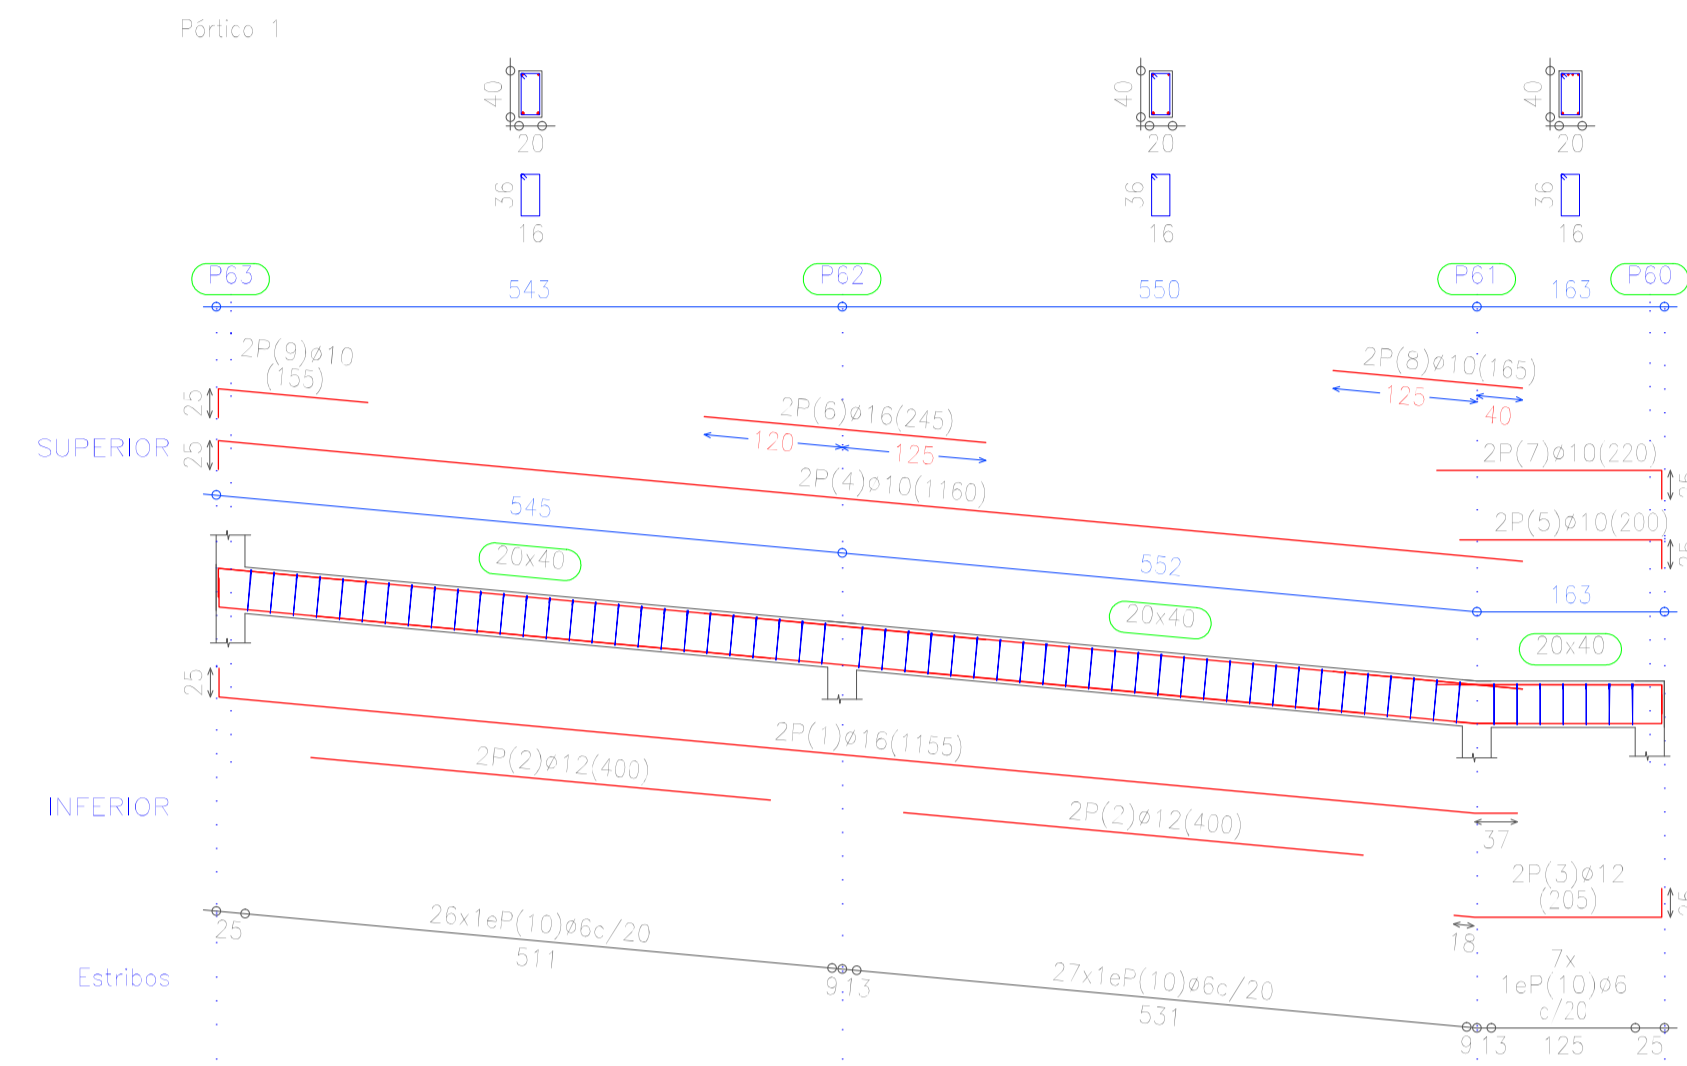 Pórtico 1
40
20
40
20
40
20
36
16
36
16
36
16
P63
P62
P61
P60
543
550
163
2P(9)ø10
(155)
25
2P(8)ø10(165)
125
40
2P(6)ø16(245)
120
125
SUPERIOR
25
2P(4)ø10(1160)
2P(7)ø10(220)
25
2P(5)ø10(200)
25
545
552
163
20x40
20x40
20x40
25
2P(1)ø16(1155)
2P(2)ø12(400)
INFERIOR
2P(2)ø12(400)
37
2P(3)ø12
(205)
25
18
25
26x1eP(10)ø6c/20
511
Estribos
9
13
27x1eP(10)ø6c/20
531
7x
1eP(10)ø6
c/20
9
13
125
25